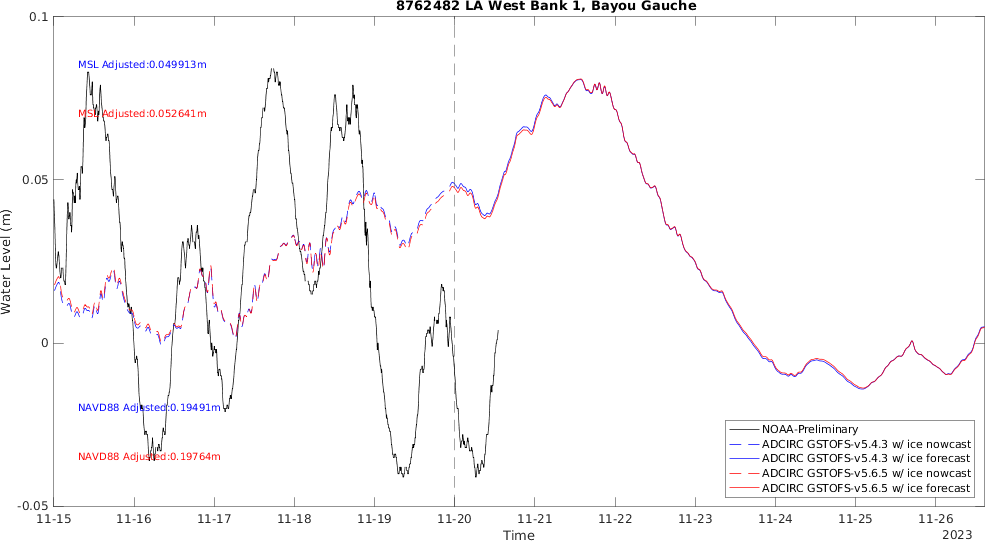 8762482 LA West Bank 1, Bayou Gauche
0.1
0.05
0
-0.05
Water Level (m)
MSL Adjusted:0.049913m
MSL Adjusted:0.052641m
NAVD88 Adjusted:0.19491m
NAVD88 Adjusted:0.19764m
NOAA-Preliminary
ADCIRC GSTOFS-v5.4.3 w/ ice nowcast
ADCIRC GSTOFS-v5.4.3 w/ ice forecast
ADCIRC GSTOFS-v5.6.5 w/ ice nowcast
ADCIRC GSTOFS-v5.6.5 w/ ice forecast
11-15 11-16 11-17 11-18 11-19 11-20 11-21 11-22 11-23 11-24 11-25 11-26
Time
2023